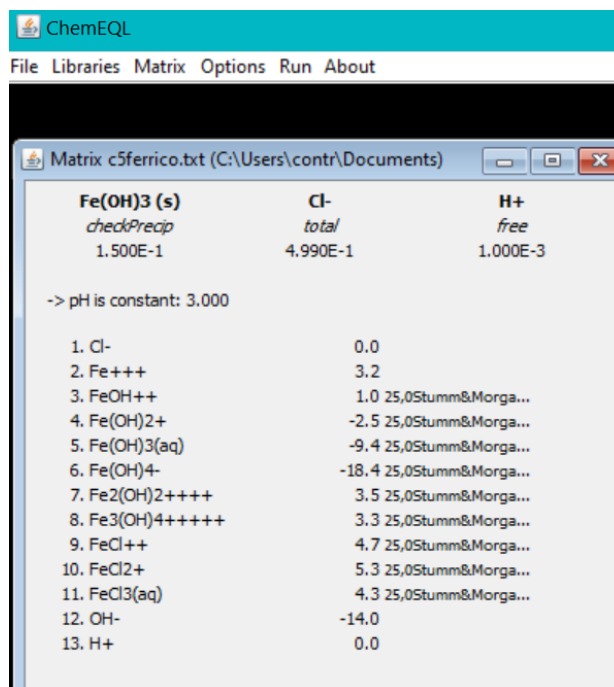 ChemEQL
File Libraries Matrix Options Run About
Matrix c5ferrico.txt (C:\Users\contr\Documents)
Fe(OH)3 (s) Cl- H+
checkPrecip total free
1.500E-1 4.990E-1 1.000E-3
-> pH is constant: 3.000
1. Cl- 0.0
2. Fe+++ 3.2
3. FeOH++ 1.0 25,0Stumm&Morga...
4. Fe(OH)2+ -2.5 25,0Stumm&Morga...
5. Fe(OH)3(aq) -9.4 25,0Stumm&Morga...
6. Fe(OH)4- -18.4 25,0Stumm&Morga...
7. Fe2(OH)2++++ 3.5 25,0Stumm&Morga...
8. Fe3(OH)4+++++ 3.3 25,0Stumm&Morga...
9. FeCl++ 4.7 25,0Stumm&Morga...
10. FeCl2+ 5.3 25,0Stumm&Morga...
11. FeCl3(aq) 4.3 25,0Stumm&Morga...
12. OH- -14.0
13. H+ 0.0